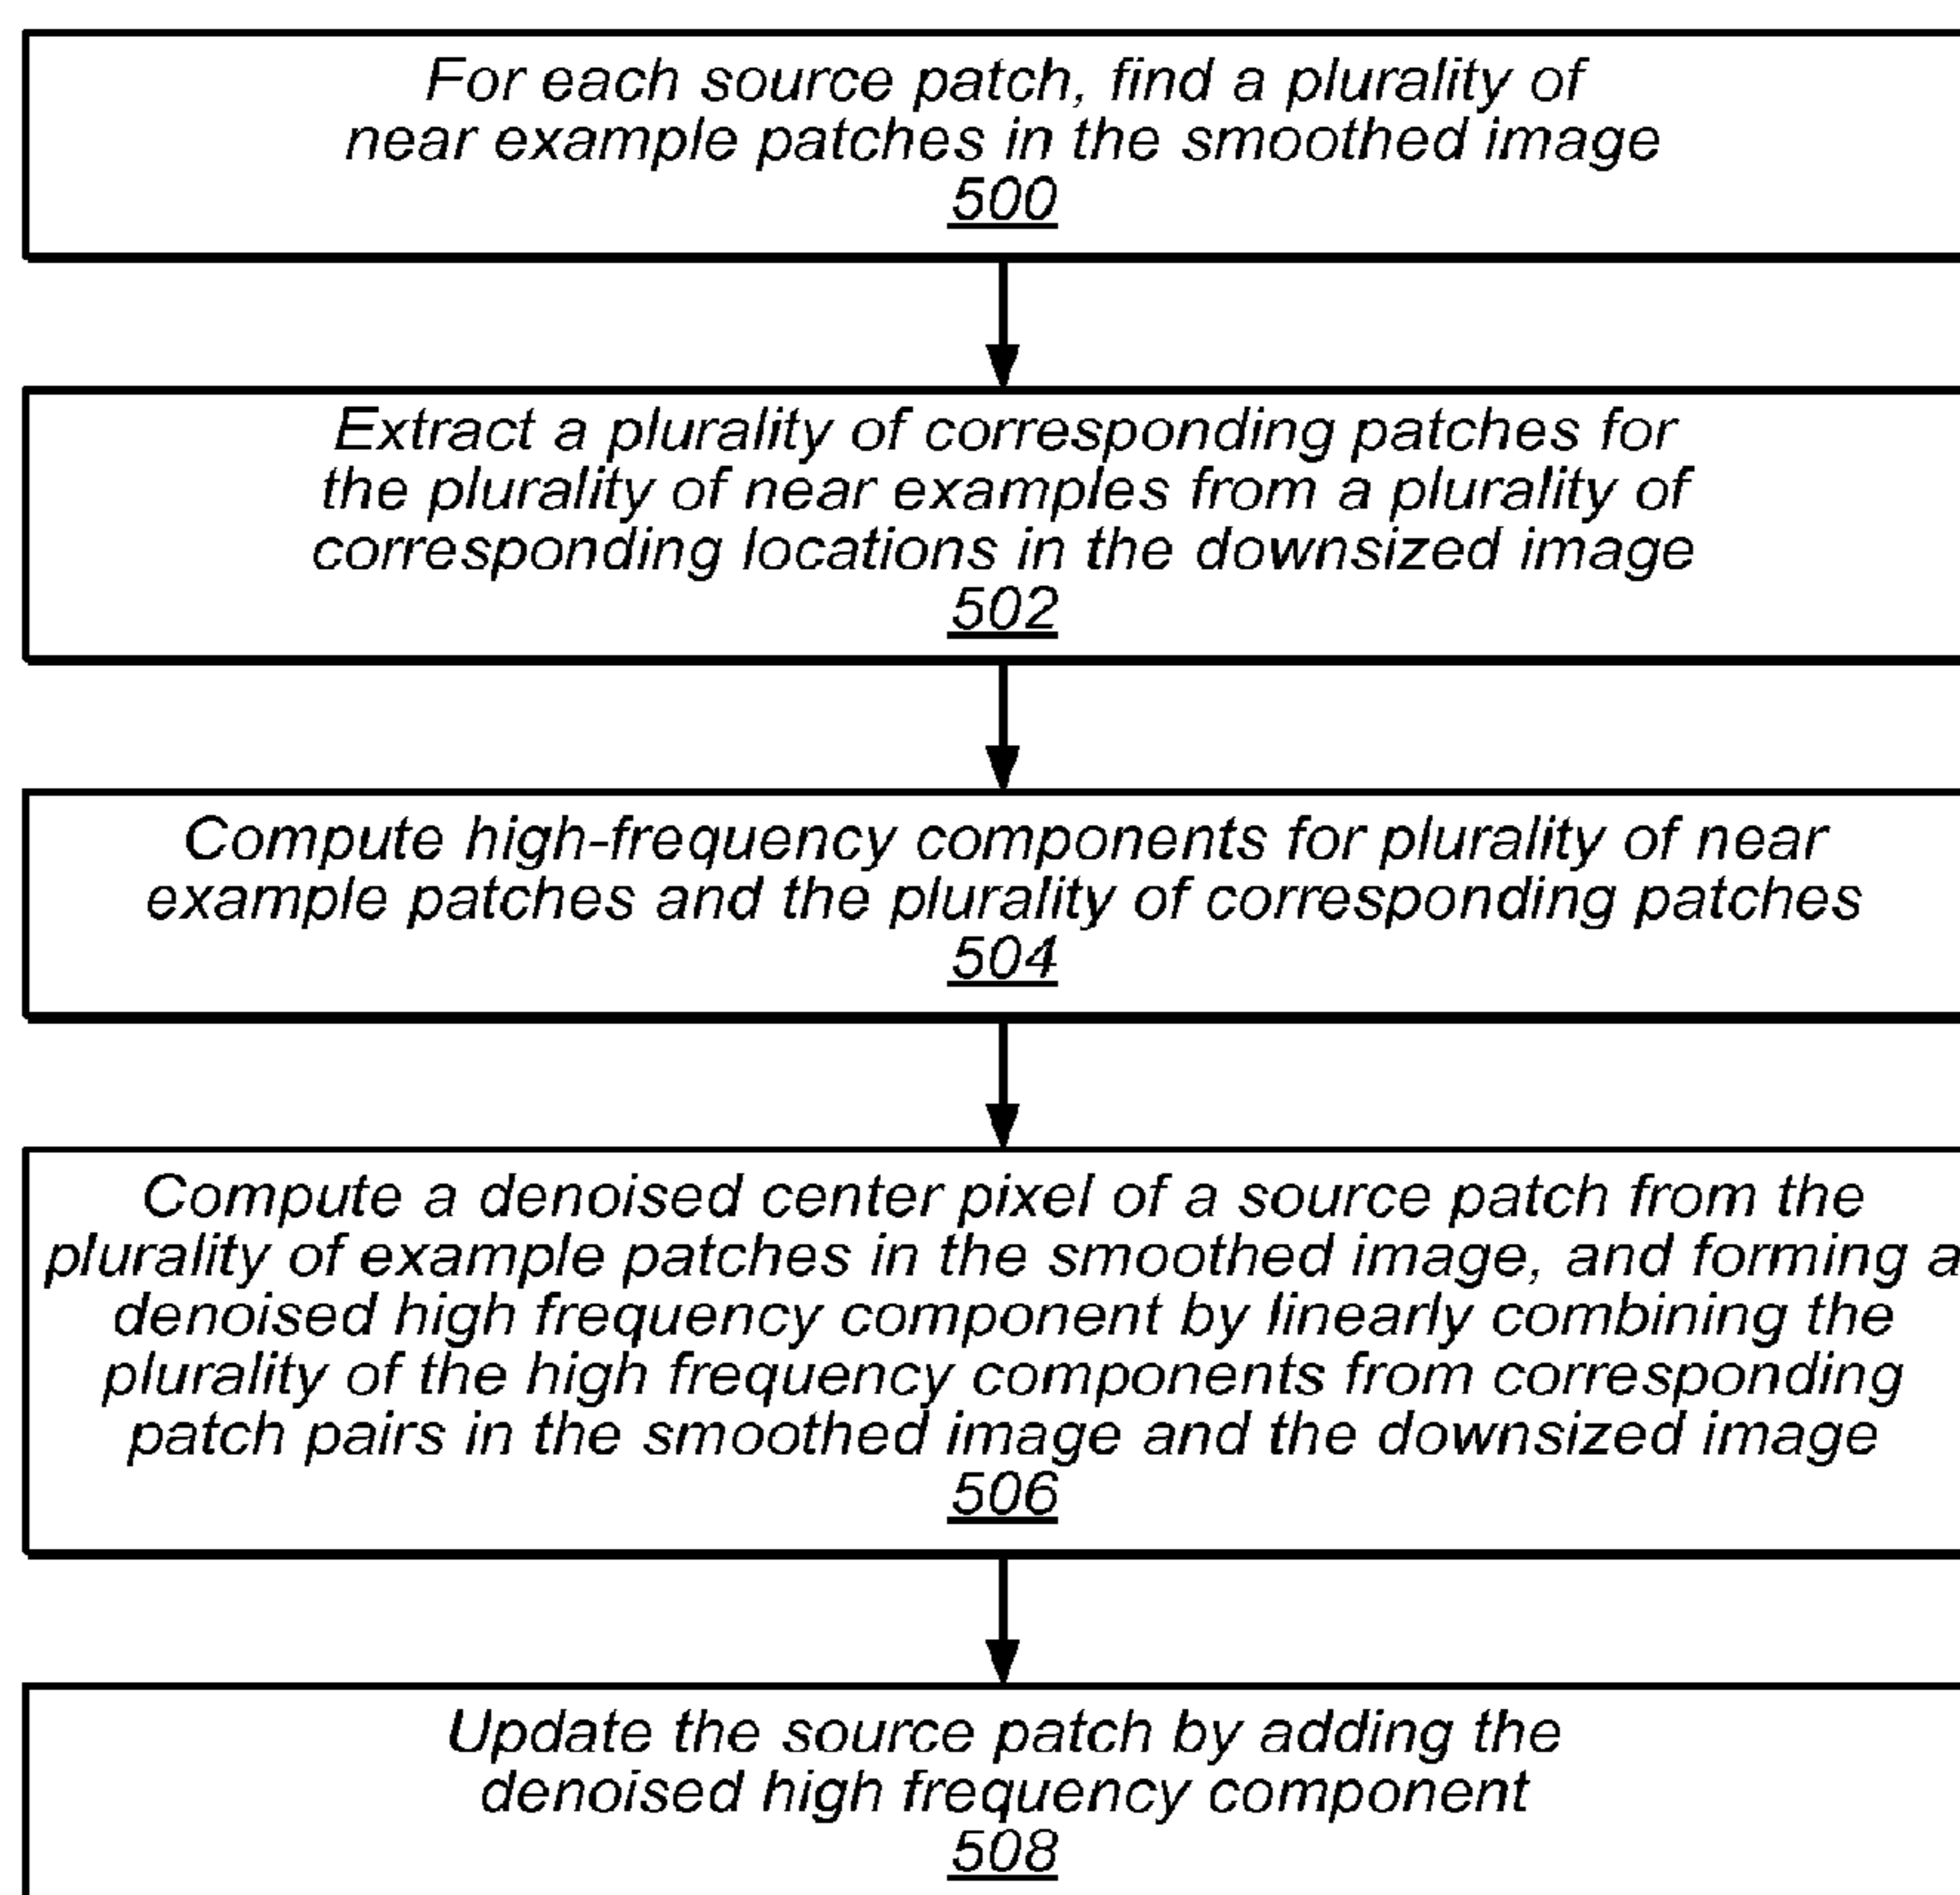 For each source patch, find a plurality of
near example patches in the smoothed image
500
Extract a plurality of corresponding patches for
the plurality of near examples from a plurality of
corresponding locations in the downsized image
502
Compute high-frequency components for plurality of near
example patches and the plurality of corresponding patches
504
Compute a denoised center pixel of a source patch from the
plurality of example patches in the smoothed image, and forming a
denoised high frequency component by linearly combining the
plurality of the high frequency components from corresponding
patch pairs in the smoothed image and the downsized image
506
Update the source patch by adding the
denoised high frequency component
508